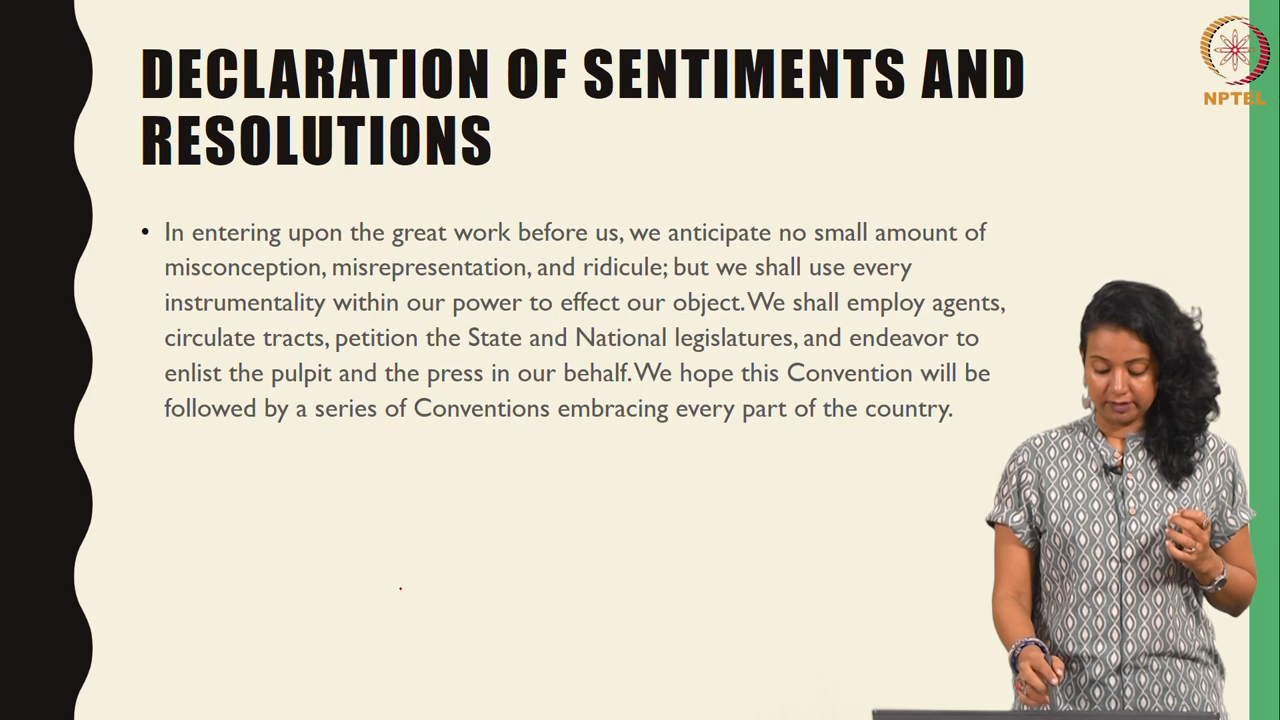 DECLARATION OF SENTIMENTS AND
RESOLUTIONS
NPTEL
• In entering upon the great work before us, we anticipate no small amount of
misconception, misrepresentation, and ridicule; but we shall use every
instrumentality within our power to effect our object. We shall employ agents,
circulate tracts, petition the State and National legislatures, and endeavor to
enlist the pulpit and the press in our behalf. We hope this Convention will be
followed by a series of Conventions embracing every part of the country.